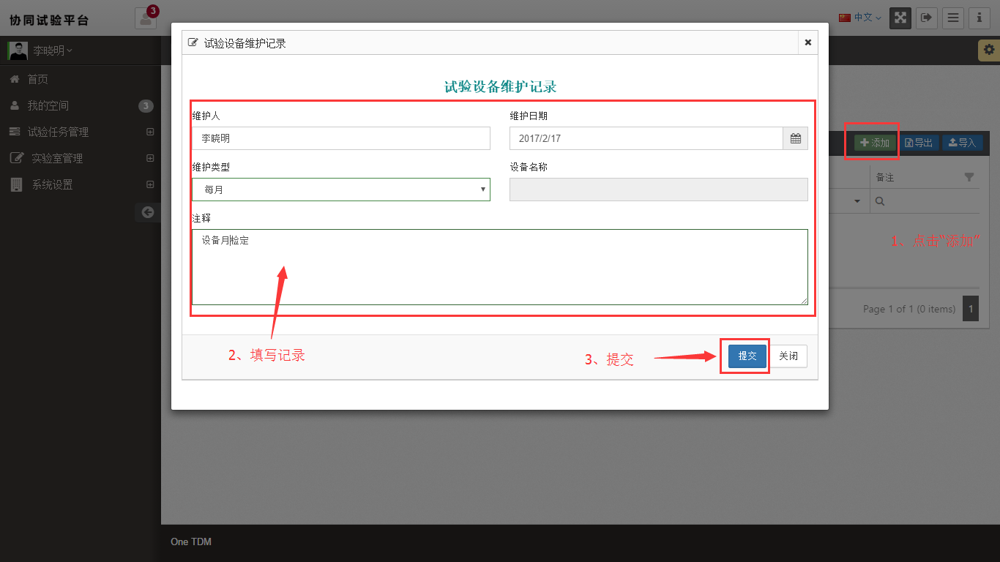 协同试验平台
3
中文
李晓明
首页
我的空间
3
试验任务管理
实验室管理
系统设置
试验设备维护记录
试验设备维护记录
维护人
维护日期
李晓明
2017/2/17
维护类型
设备名称
每月
注释
设备月检定
2、填写记录
3、提交
提交
关闭
添加
导出
导入
备注
1、点击“添加”
Page 1 of 1 (0 items)
1
One TDM